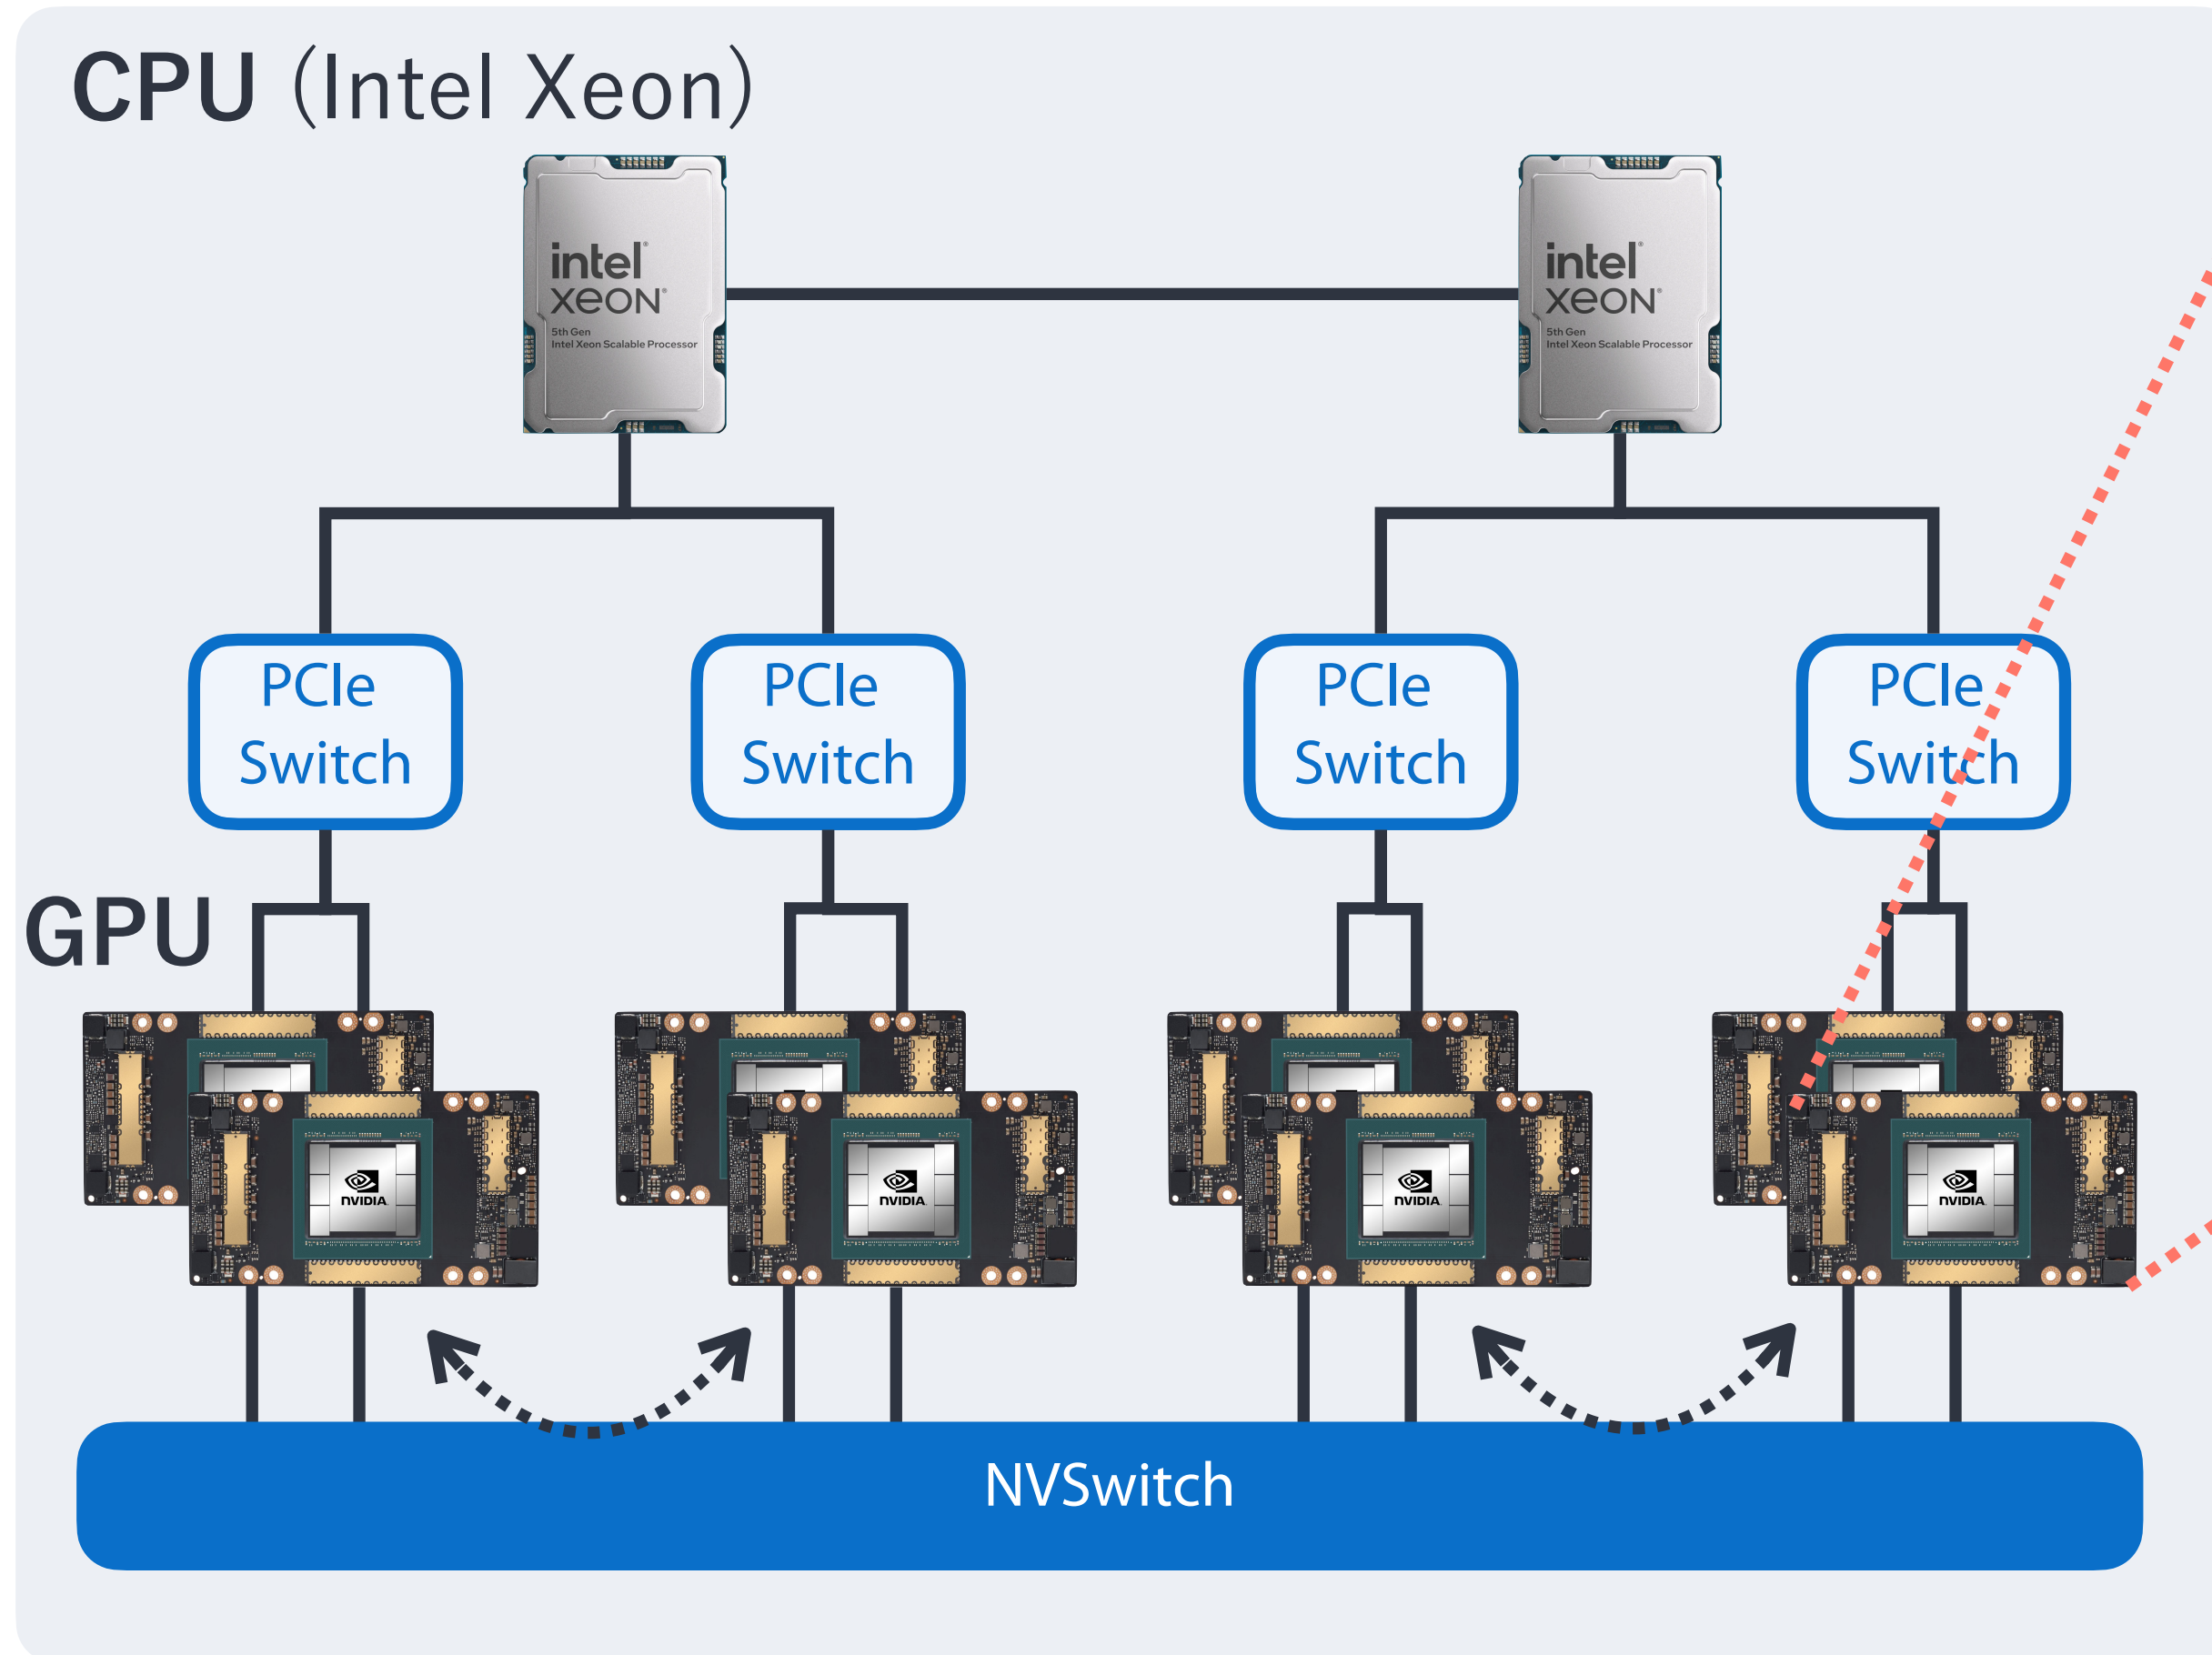 CPU (Intel Xeon)
intel
xeon
5th Gen
Intel Xeon Scalable Processor
intel
xeon
5th Gen
Intel Xeon Scalable Processor
PCIe
Switch
PCIe
Switch
PCIe
Switch
PCIe
Switch
GPU
NVIDIA
NVIDIA
NVIDIA
NVIDIA
NVSwitch